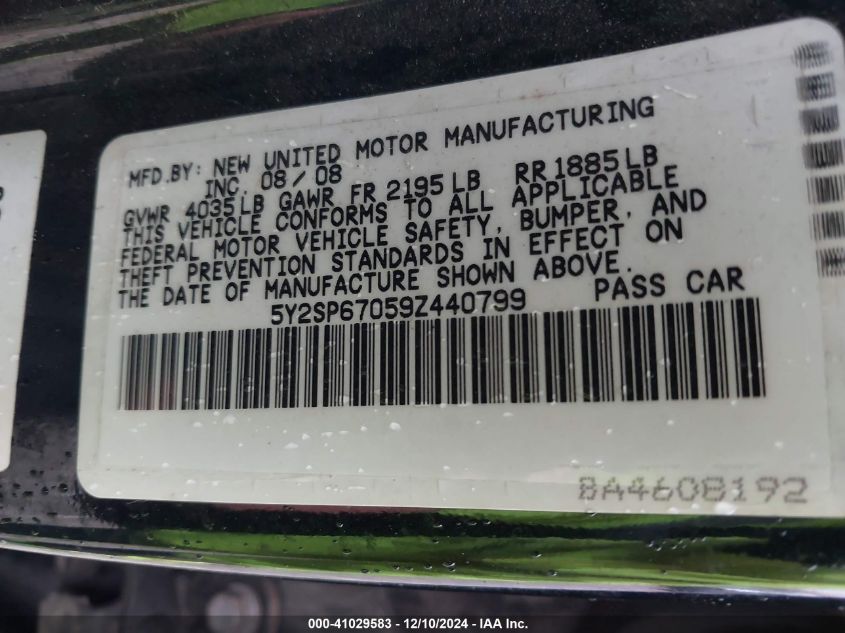 MFD.BY: NEW UNITED MOTOR MANUFACTURING
INC. 08/08
GVWR 4035LB GAWR FR 2195LB RR1885LB
THIS VEHICLE CONFORMS TO ALL APPLICABLE
FEDERAL MOTOR VEHICLE SAFETY, BUMPER, AND
THEFT PREVENTION STANDARDS IN EFFECT ON
THE DATE OF MANUFACTURE SHOWN ABOVE.
5Y2SP67059Z440799 PASS CAR
8A4608192
000-41029583 - 12/10/2024 - IAA Inc.